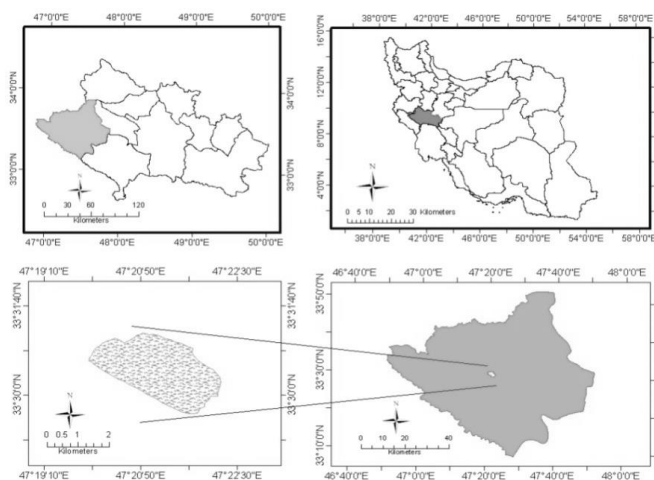 47°0'0"E 48°0'0"E 49°0'0"E 50°0'0"E
34°0'0"N
33°0'0"N
34°0'0"N
33°0'0"N
N
0 30 60 120
Kilometers
47°0'0"E 48°0'0"E 49°0'0"E 50°0'0"E
38°0'0"E 42°0'0"E 46°0'0"E 50°0'0"E 54°0'0"E 58°0'0"E
16°0'0"N
12°0'0"N
8°0'0"N
4°0'0"N
N
0 5 10 20 30
Kilometers
38°0'0"E 42°0'0"E 46°0'0"E 50°0'0"E 54°0'0"E 58°0'0"E
47°19'10"E 47°20'50"E 47°22'30"E
33°31'40"N
33°30'0"N
33°31'40"N
33°30'0"N
N
0 0.5 1 2
Kilometers
47°19'10"E 47°20'50"E 47°22'30"E
46°40'0"E 47°0'0"E 47°20'0"E 47°40'0"E 48°0'0"E
33°50'0"N
33°30'0"N
33°10'0"N
N
0 10 20 40
Kilometers
46°40'0"E 47°0'0"E 47°20'0"E 47°40'0"E 48°0'0"E